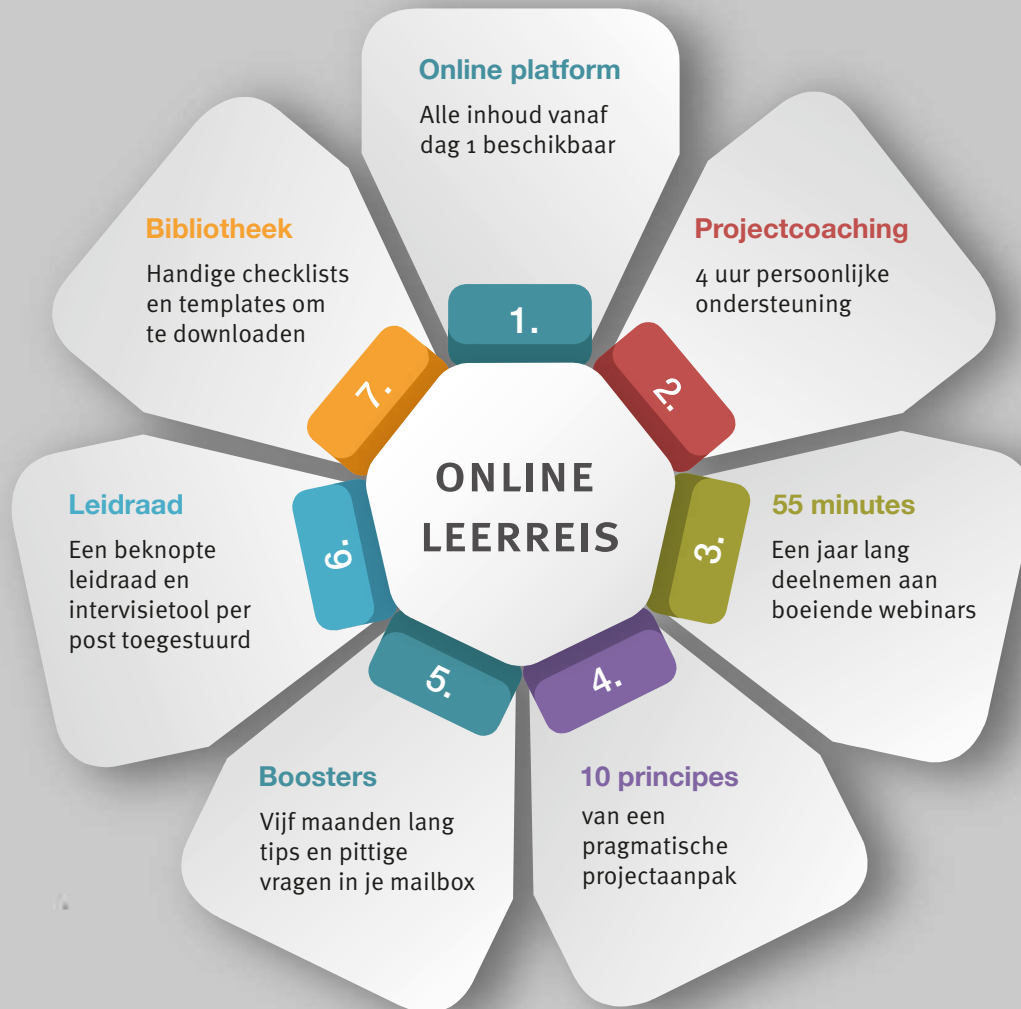 ONLINE
LEERREIS
1.
Online platform
Alle inhoud vanaf
dag 1 beschikbaar
2.
Projectcoaching
4 uur persoonlijke
ondersteuning
3.
55 minutes
Een jaar lang
deelnemen aan
boeiende webinars
4.
10 principes
van een
pragmatische
projectaanpak
5.
Boosters
Vijf maanden lang
tips en pittige
vragen in je mailbox
6.
Leidraad
Een beknopte
leidraad en
intervisietool per
post toegestuurd
7.
Bibliotheek
Handige checklists
en templates om
te downloaden